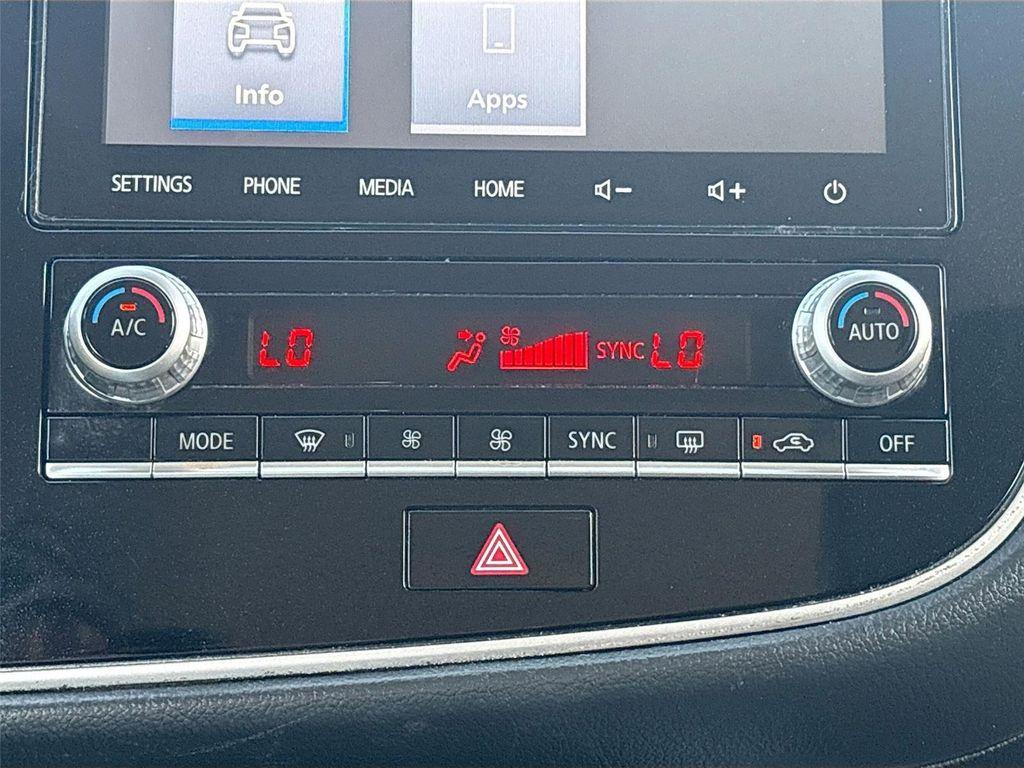 Info
Apps
SETTINGS PHONE MEDIA HOME
A/C
LO SYNC LO
AUTO
MODE SYNC OFF